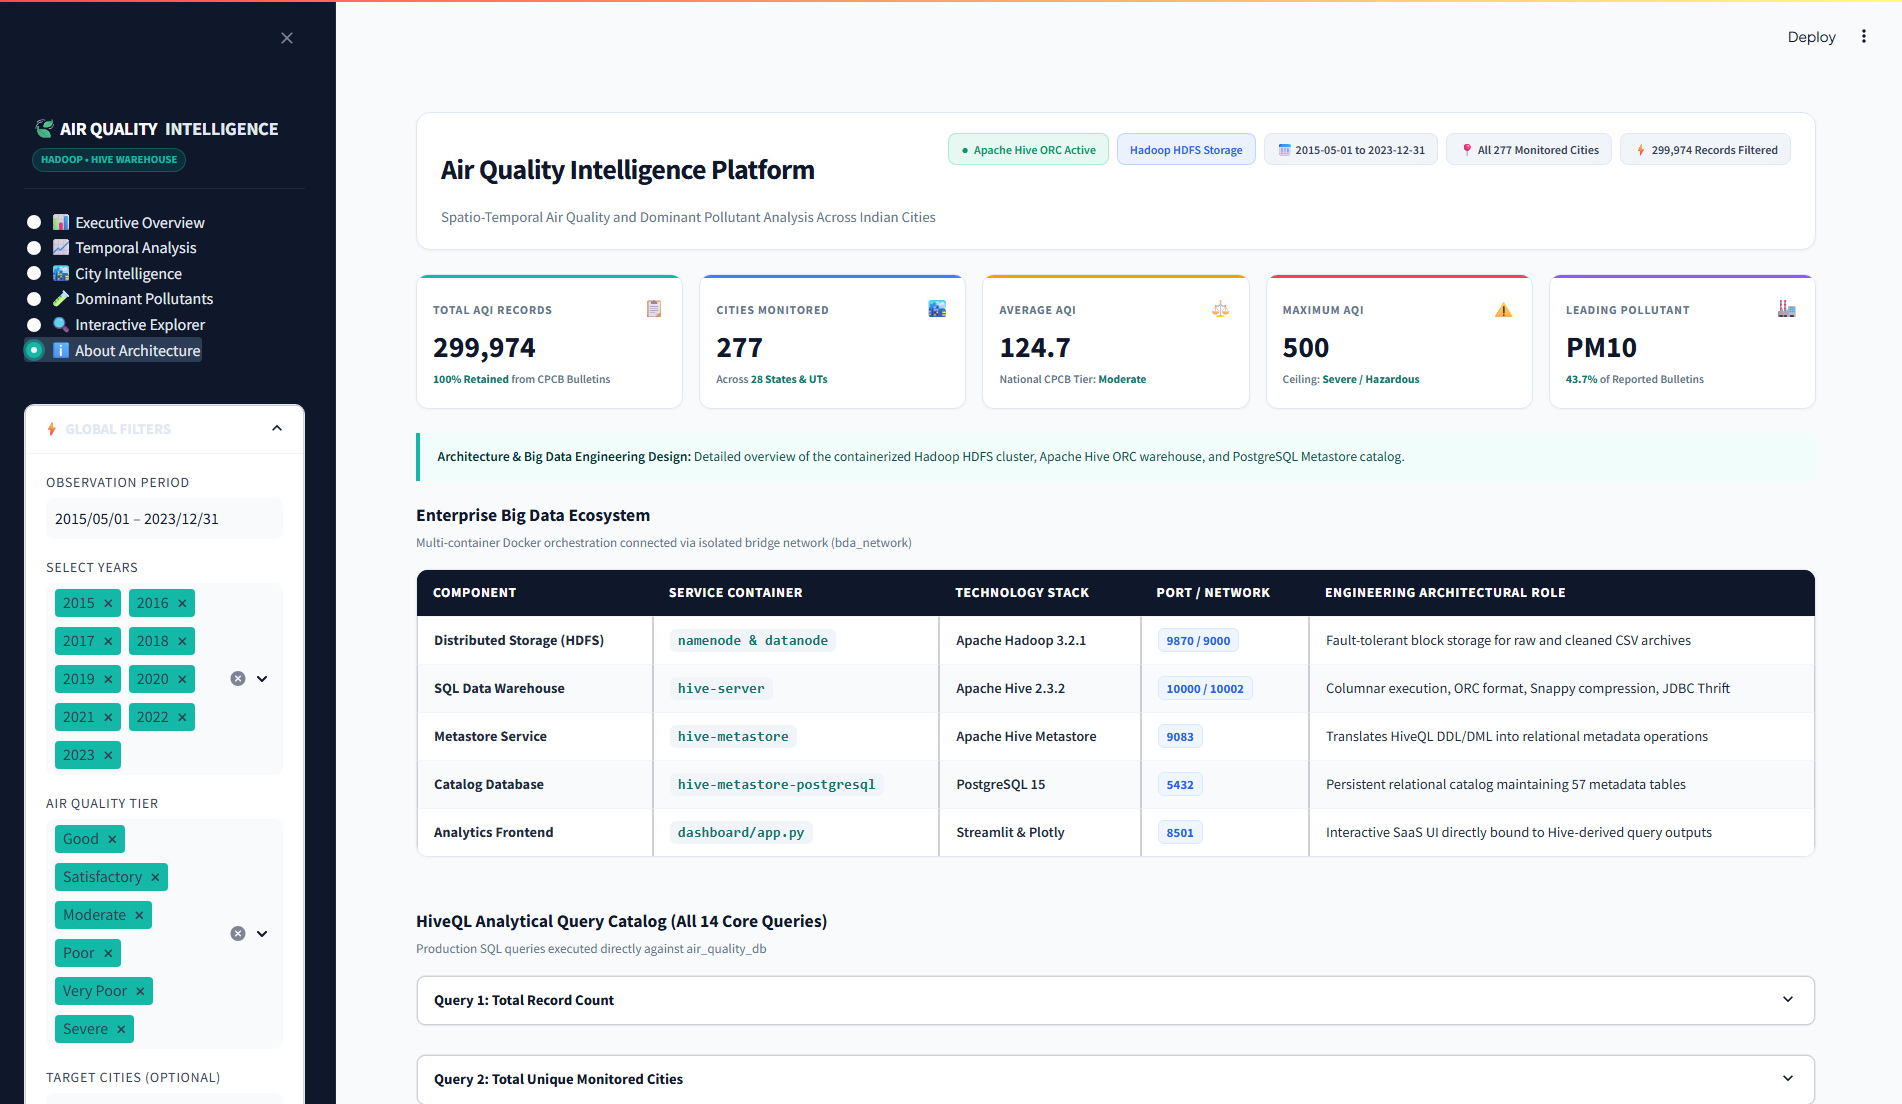 Deploy
AIR QUALITY INTELLIGENCE
HADOOP • HIVE WAREHOUSE
Executive Overview
Temporal Analysis
City Intelligence
Dominant Pollutants
Interactive Explorer
About Architecture
GLOBAL FILTERS
OBSERVATION PERIOD
2015/05/01 – 2023/12/31
SELECT YEARS
2015 2016
2017 2018
2019 2020
2021 2022
2023
AIR QUALITY TIER
Good
Satisfactory
Moderate
Poor
Very Poor
Severe
TARGET CITIES (OPTIONAL)
Air Quality Intelligence Platform
Spatio-Temporal Air Quality and Dominant Pollutant Analysis Across Indian Cities
● Apache Hive ORC Active
Hadoop HDFS Storage
2015-05-01 to 2023-12-31
All 277 Monitored Cities
299,974 Records Filtered
TOTAL AQI RECORDS
299,974
100% Retained from CPCB Bulletins
CITIES MONITORED
277
Across 28 States & UTs
AVERAGE AQI
124.7
National CPCB Tier: Moderate
MAXIMUM AQI
500
Ceiling: Severe / Hazardous
LEADING POLLUTANT
PM10
43.7% of Reported Bulletins
Architecture & Big Data Engineering Design: Detailed overview of the containerized Hadoop HDFS cluster, Apache Hive ORC warehouse, and PostgreSQL Metastore catalog.
Enterprise Big Data Ecosystem
Multi-container Docker orchestration connected via isolated bridge network (bda_network)
COMPONENT SERVICE CONTAINER TECHNOLOGY STACK PORT / NETWORK ENGINEERING ARCHITECTURAL ROLE
Distributed Storage (HDFS) namenode & datanode Apache Hadoop 3.2.1 9870 / 9000 Fault-tolerant block storage for raw and cleaned CSV archives
SQL Data Warehouse hive-server Apache Hive 2.3.2 10000 / 10002 Columnar execution, ORC format, Snappy compression, JDBC Thrift
Metastore Service hive-metastore Apache Hive Metastore 9083 Translates HiveQL DDL/DML into relational metadata operations
Catalog Database hive-metastore-postgresql PostgreSQL 15 5432 Persistent relational catalog maintaining 57 metadata tables
Analytics Frontend dashboard/app.py Streamlit & Plotly 8501 Interactive SaaS UI directly bound to Hive-derived query outputs
HiveQL Analytical Query Catalog (All 14 Core Queries)
Production SQL queries executed directly against air_quality_db
Query 1: Total Record Count
Query 2: Total Unique Monitored Cities